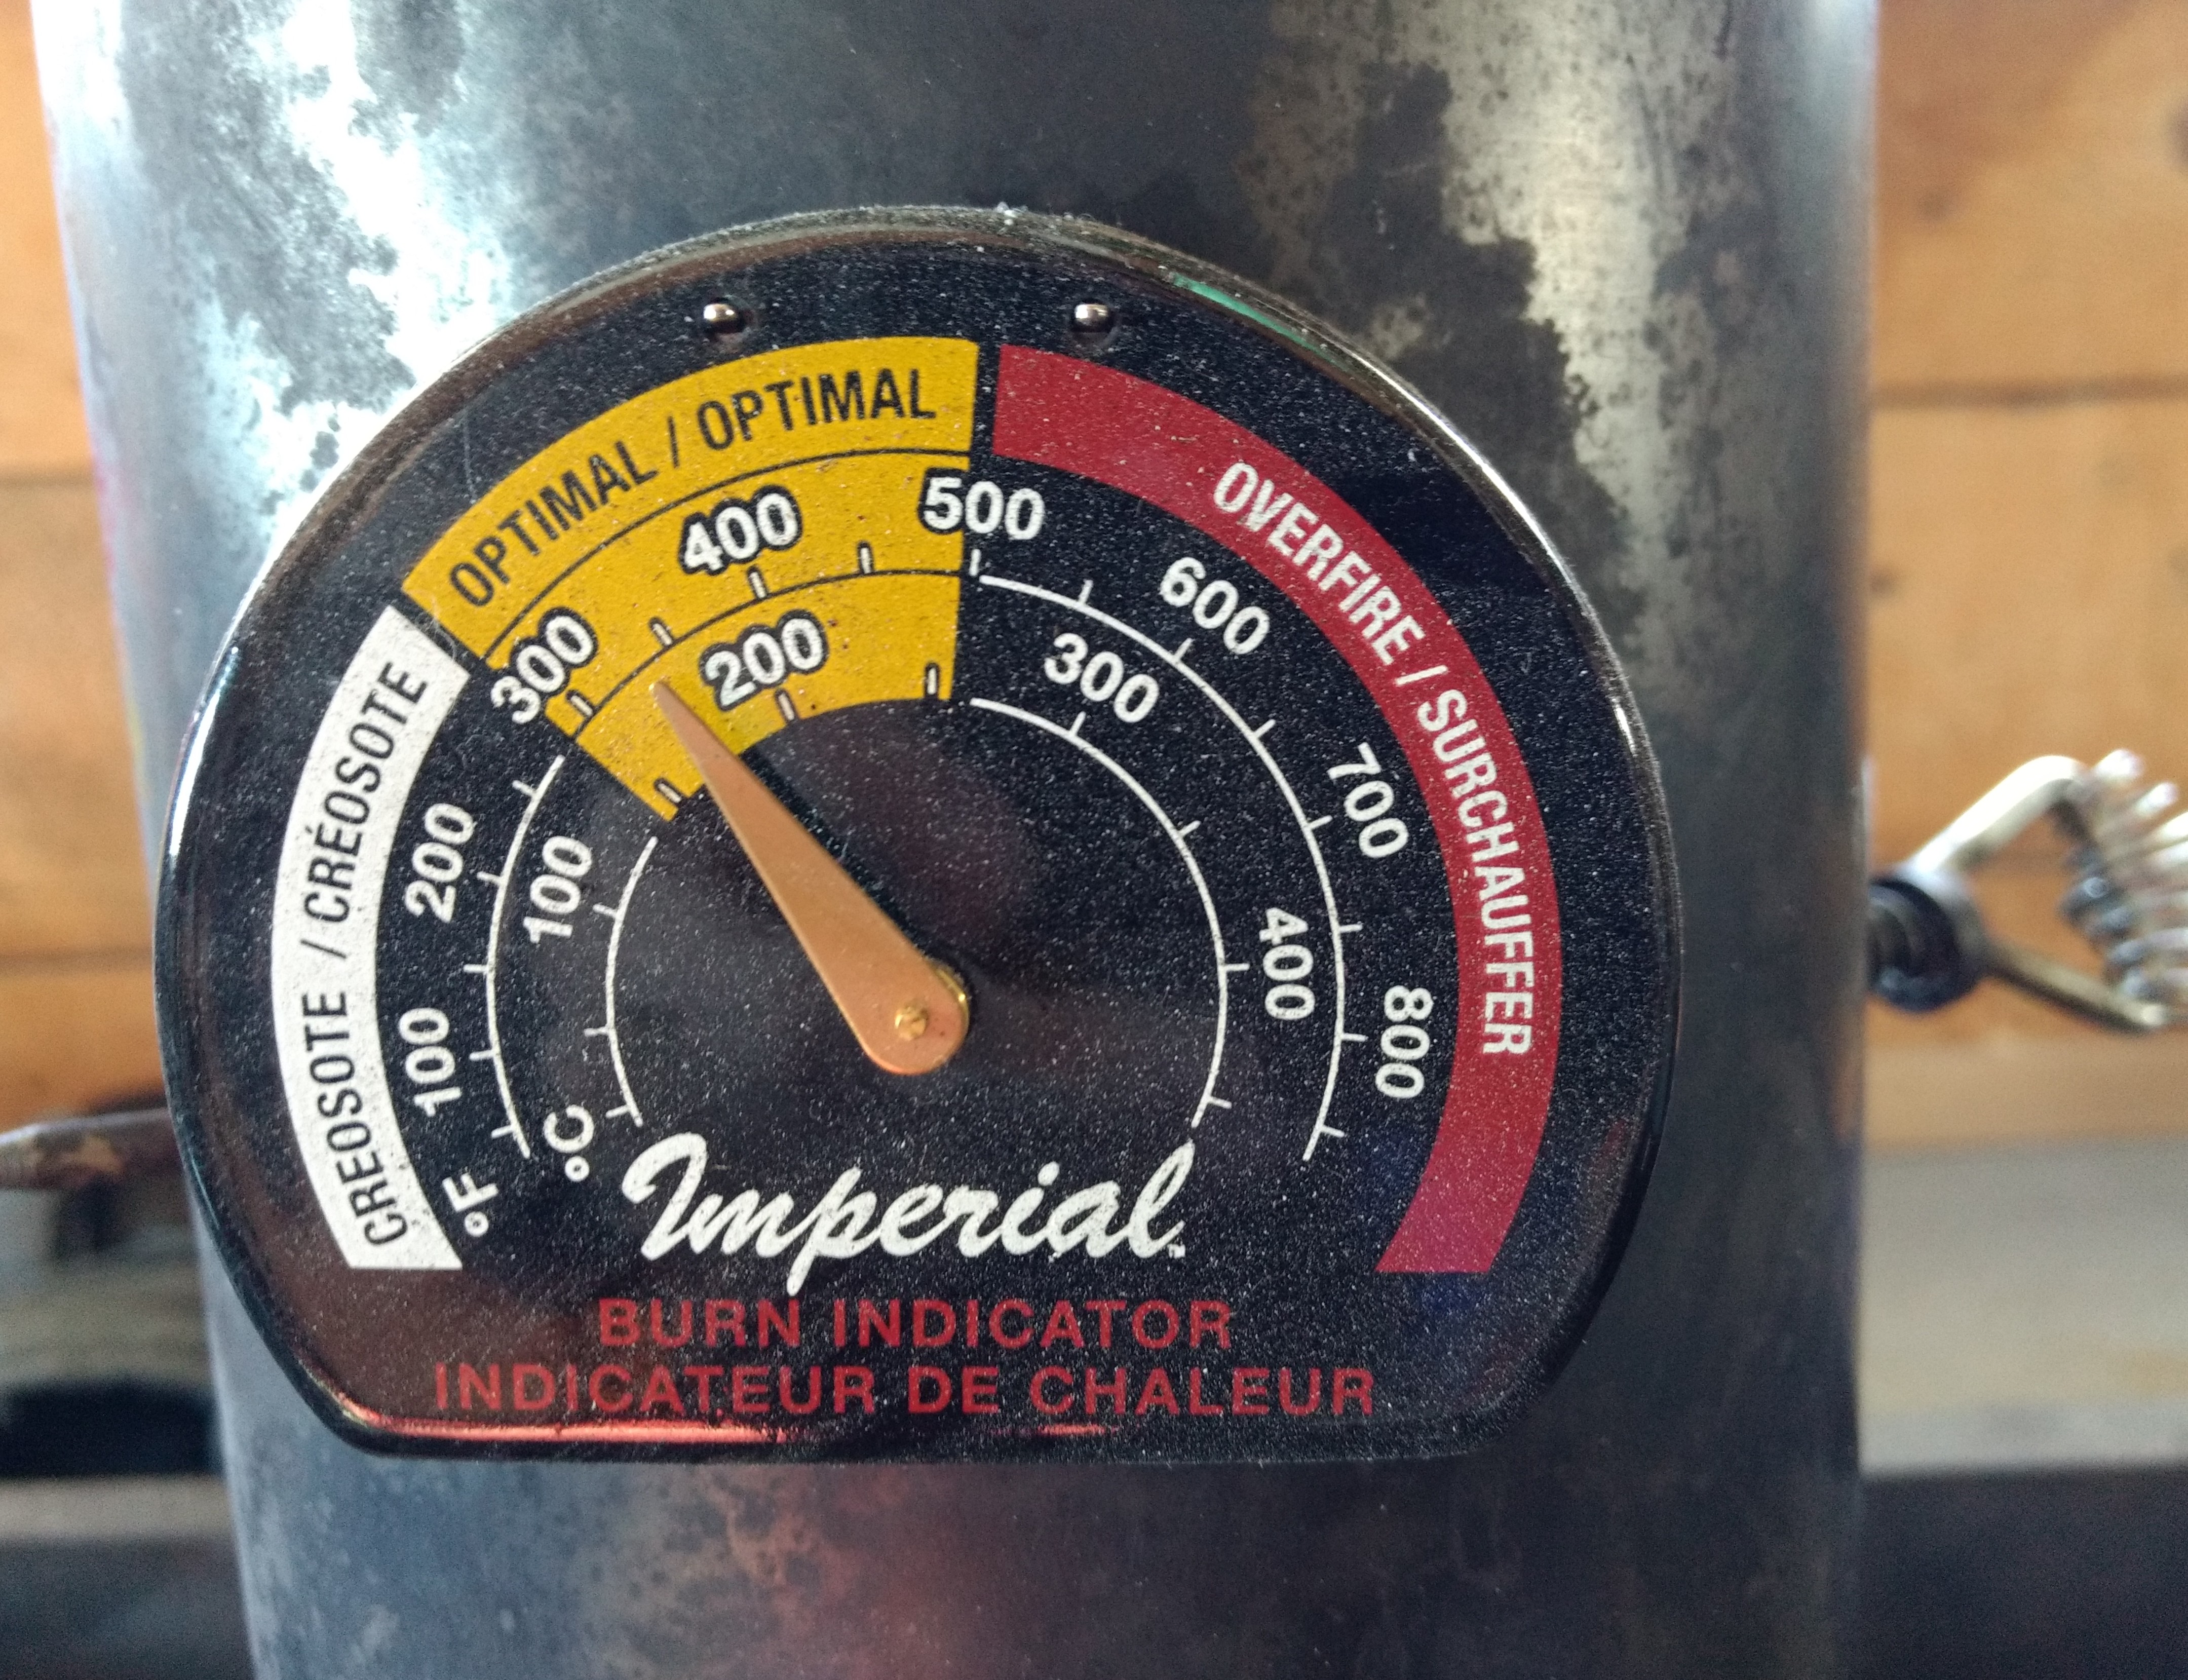 OPTIMAL / OPTIMAL
OVERFIRE / SURCHAUFFER
CREOSOTE / CRÉOSOTE
100 200 300 400 500 600 700 800
°F
100 200 300 400
°C
Imperial
BURN INDICATOR
INDICATEUR DE CHALEUR